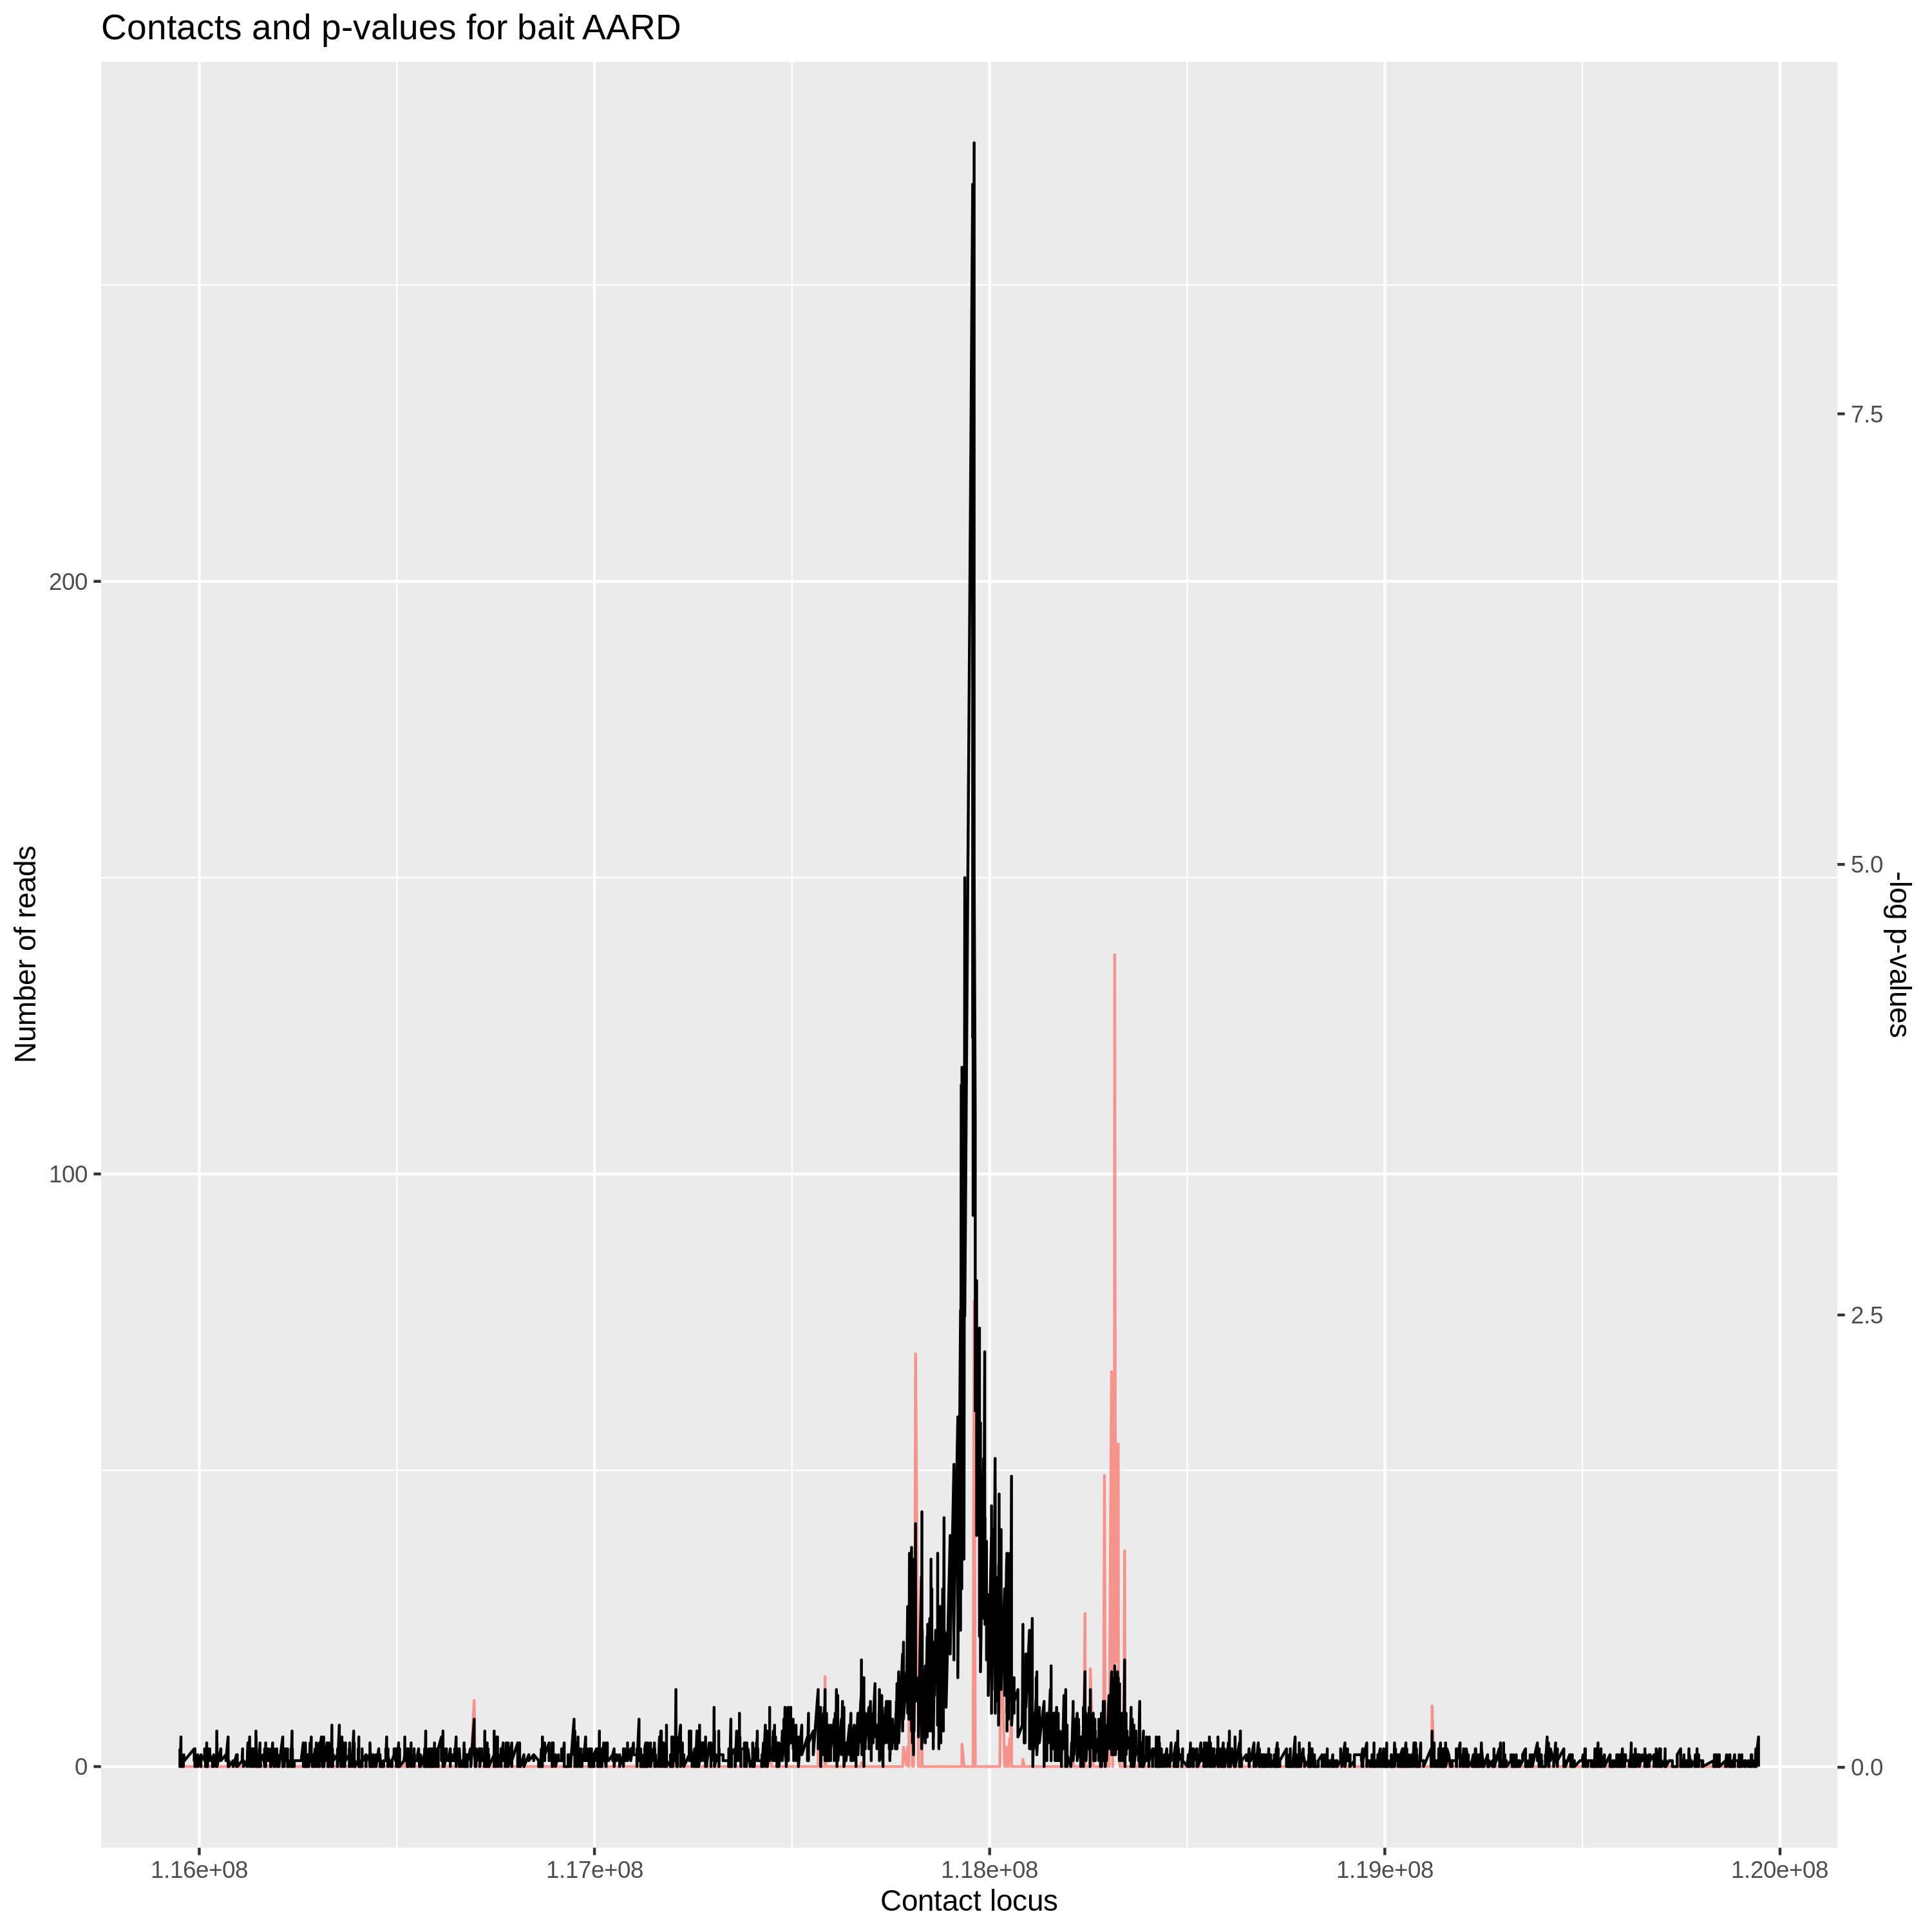 Contacts and p-values for bait AARD
Number of reads
200
100
0
7.5
5.0
2.5
0.0
-log p-values
1.16e+08
1.17e+08
1.18e+08
1.19e+08
1.20e+08
Contact locus